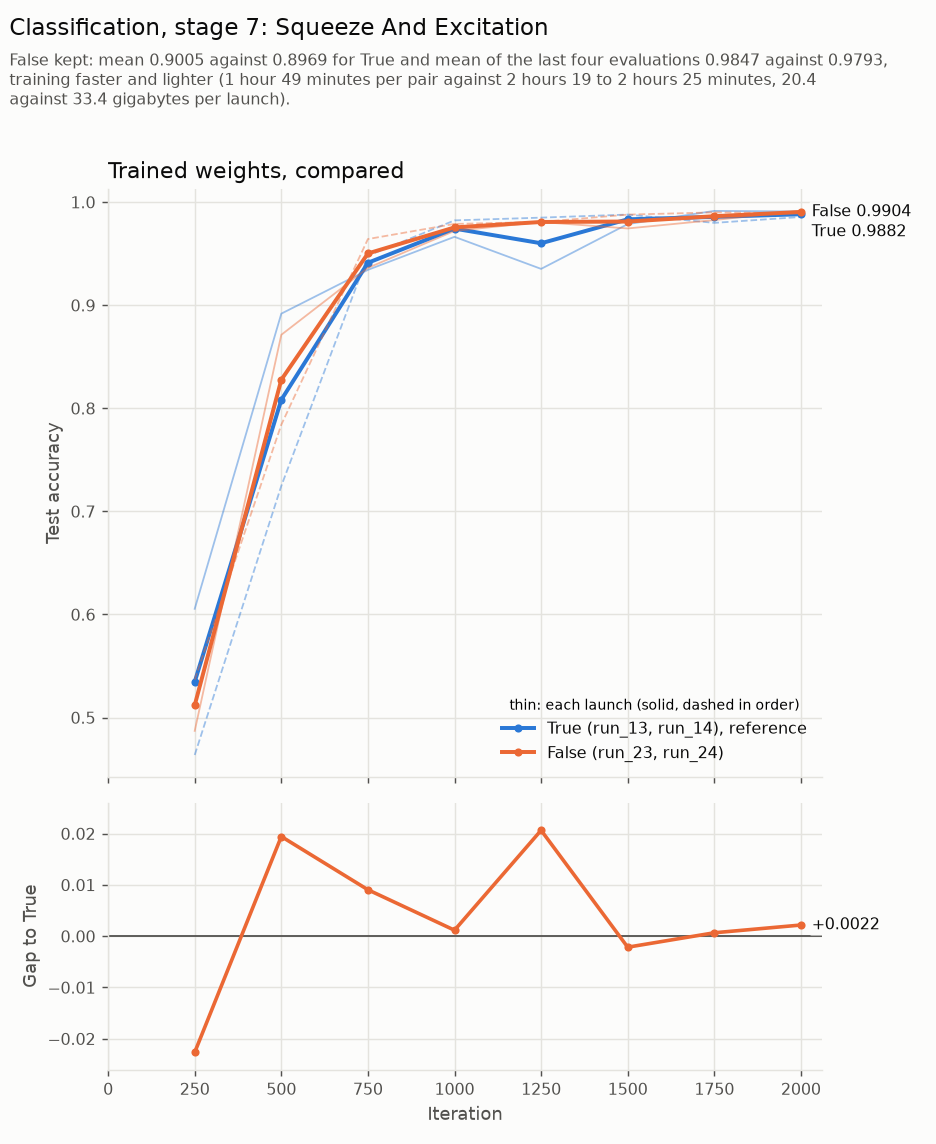 Classification, stage 7: Squeeze And Excitation
False kept: mean 0.9005 against 0.8969 for True and mean of the last four evaluations 0.9847 against 0.9793,
training faster and lighter (1 hour 49 minutes per pair against 2 hours 19 to 2 hours 25 minutes, 20.4
against 33.4 gigabytes per launch).
Trained weights, compared
1.0
0.9
0.8
0.7
0.6
0.5
Test accuracy
False 0.9904
True 0.9882
thin: each launch (solid, dashed in order)
True (run_13, run_14), reference
False (run_23, run_24)
0.02
0.01
0.00
−0.01
−0.02
Gap to True
+0.0022
0
250
500
750
1000
1250
1500
1750
2000
Iteration